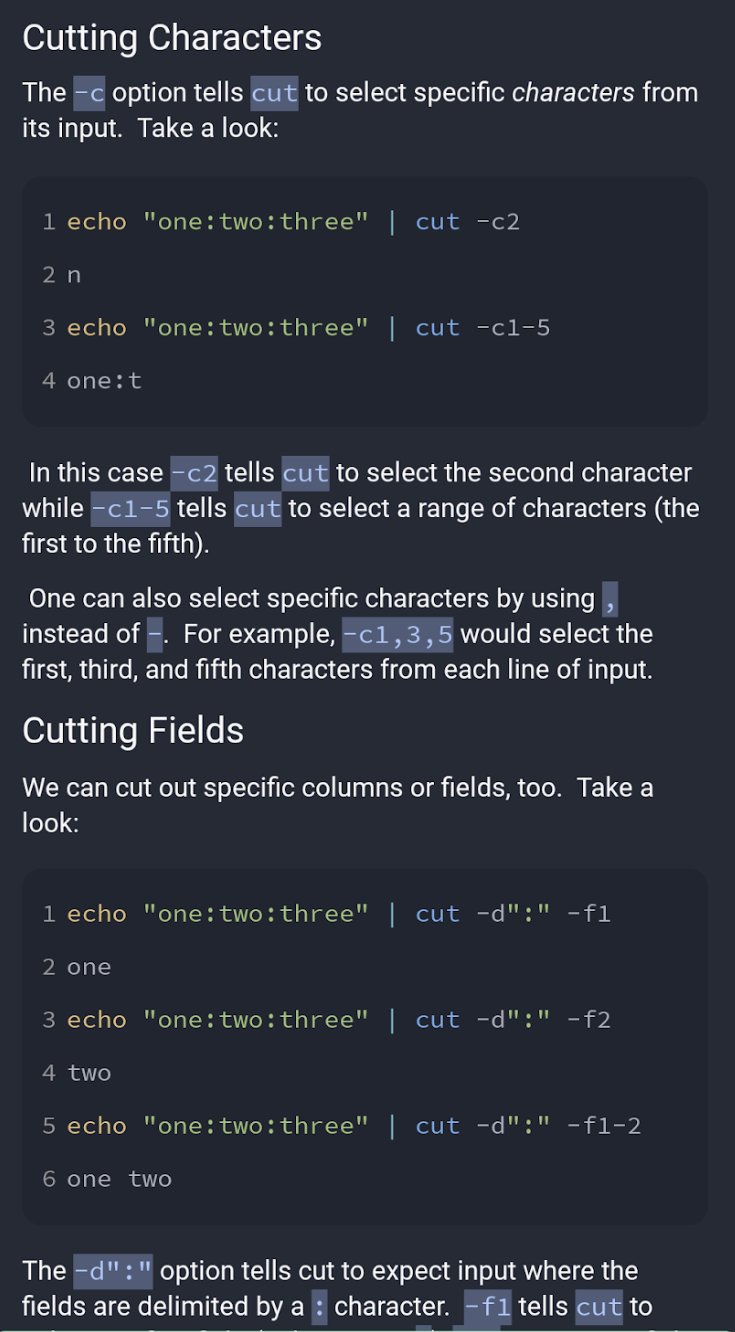 Cutting Characters
The -c option tells cut to select specific characters from
its input.  Take a look:
1 echo "one:two:three" | cut -c2
2 n
3 echo "one:two:three" | cut -c1-5
4 one:t
In this case -c2 tells cut to select the second character
while -c1-5 tells cut to select a range of characters (the
first to the fifth).
One can also select specific characters by using ,
instead of -.  For example, -c1,3,5 would select the
first, third, and fifth characters from each line of input.
Cutting Fields
We can cut out specific columns or fields, too.  Take a
look:
1 echo "one:two:three" | cut -d":" -f1
2 one
3 echo "one:two:three" | cut -d":" -f2
4 two
5 echo "one:two:three" | cut -d":" -f1-2
6 one two
The -d":" option tells cut to expect input where the
fields are delimited by a : character.  -f1 tells cut to